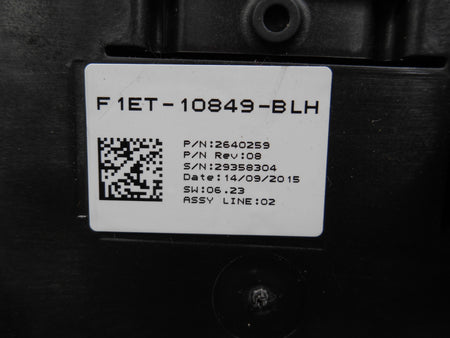 F1ET-10849-BLH
P/N:2640259
P/N Rev:08
S/N:29358304
Date:14/09/2015
SW:06.23
ASSY LINE:02